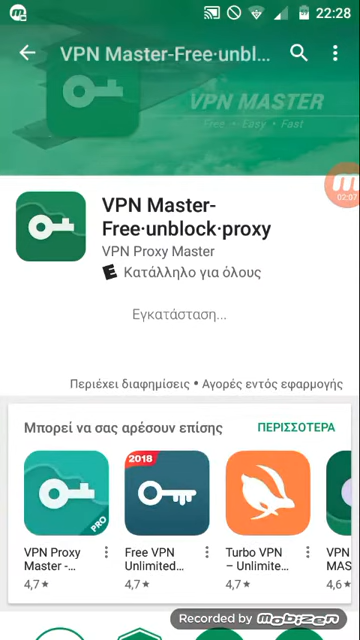 22:28
VPN Master-Free·unbl...
VPN MASTER
Free • Easy • Fast
VPN Master-
Free·unblock·proxy
VPN Proxy Master
E Κατάλληλο για όλους
02:07
Εγκατάσταση...
Περιέχει διαφημίσεις • Αγορές εντός εφαρμογής
Μπορεί να σας αρέσουν επίσης
ΠΕΡΙΣΣΟΤΕΡΑ
PRO
2018
VPN Proxy
Master -...
4,7★
Free VPN
Unlimited...
4,7★
Turbo VPN
– Unlimite...
4,7★
VPN
MAS
4,6★
Recorded by Mobizen